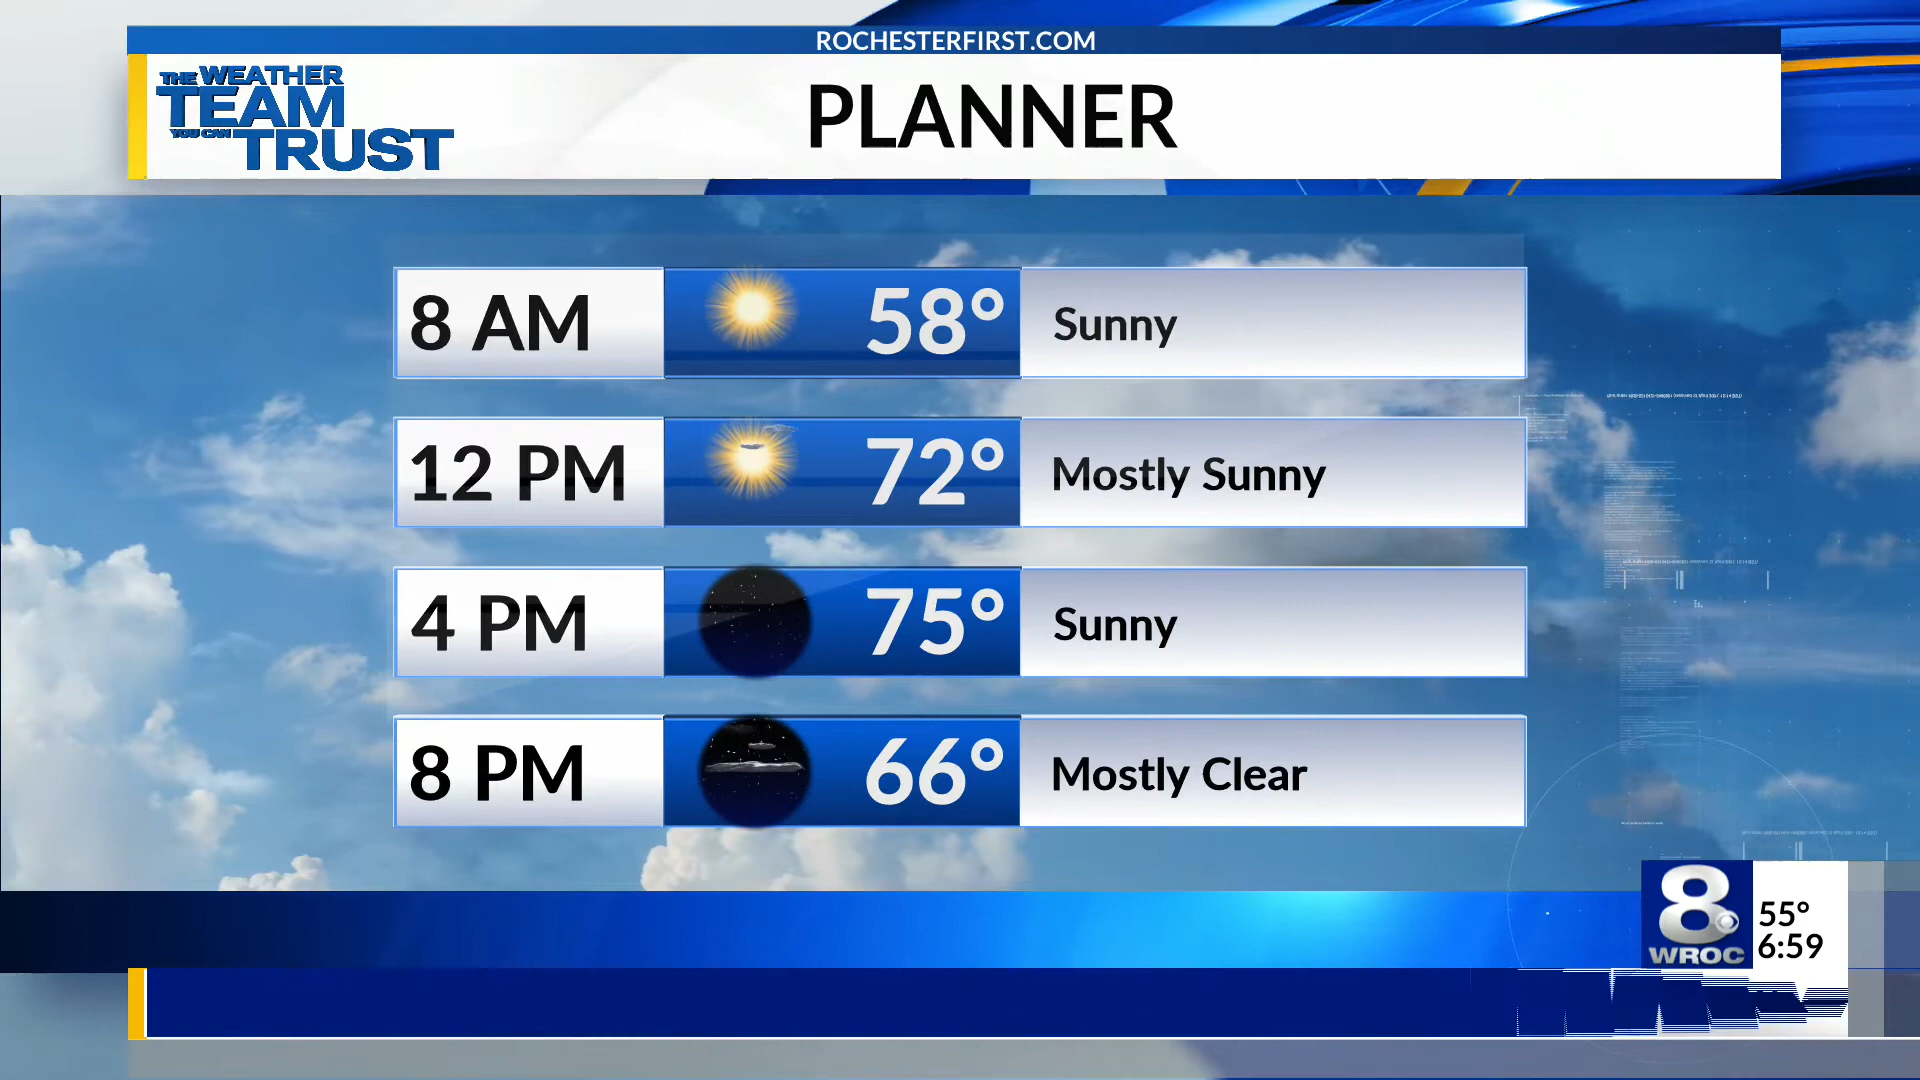 ROCHESTERFIRST.COM
THE WEATHER
TEAM
YOU CAN TRUST
PLANNER
8 AM 58° Sunny
12 PM 72° Mostly Sunny
4 PM 75° Sunny
8 PM 66° Mostly Clear
8
WROC
55°
6:59